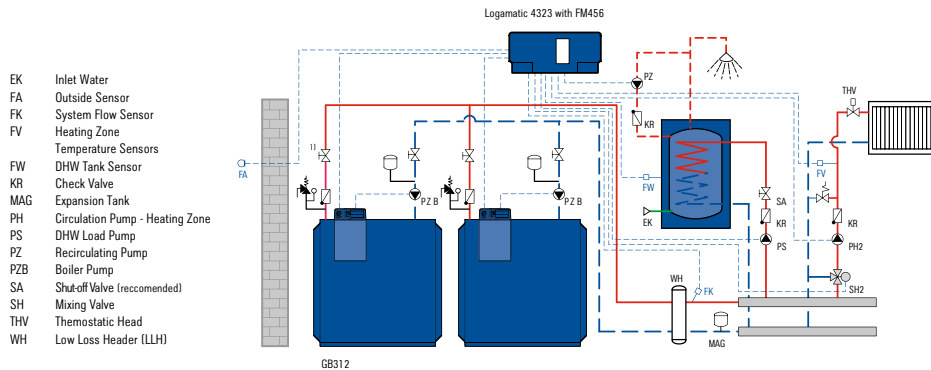 Logamatic 4323 with FM456
EK Inlet Water
FA Outside Sensor
FK System Flow Sensor
FV Heating Zone
Temperature Sensors
FW DHW Tank Sensor
KR Check Valve
MAG Expansion Tank
PH Circulation Pump - Heating Zone
PS DHW Load Pump
PZ Recirculating Pump
PZB Boiler Pump
SA Shut-off Valve (reccomended)
SH Mixing Valve
THV Themostatic Head
WH Low Loss Header (LLH)
PZ
THV
KR
1)
FA
FW
FV
PZ B
PZ B
SA
EK
KR
KR
PS
PH2
WH
FK
SH2
MAG
GB312